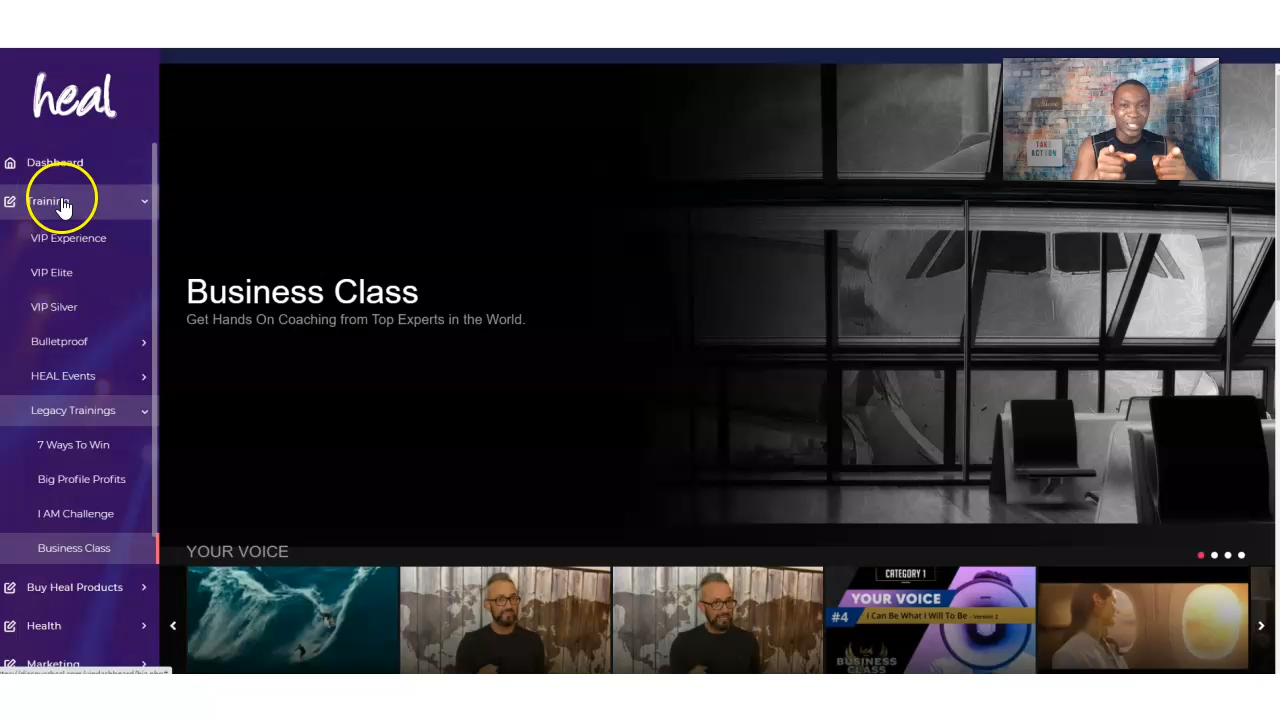 heal
Dashboard
Training
VIP Experience
VIP Elite
VIP Silver
Bulletproof
HEAL Events
Legacy Trainings
7 Ways To Win
Big Profile Profits
I AM Challenge
Business Class
Buy Heal Products
Health
Marketing
Business Class
Get Hands On Coaching from Top Experts in the World.
TAKE
ACTION
YOUR VOICE
CATEGORY 1
YOUR VOICE
#4 I Can Be What I Will To Be - Version 2
BUSINESS
CLASS